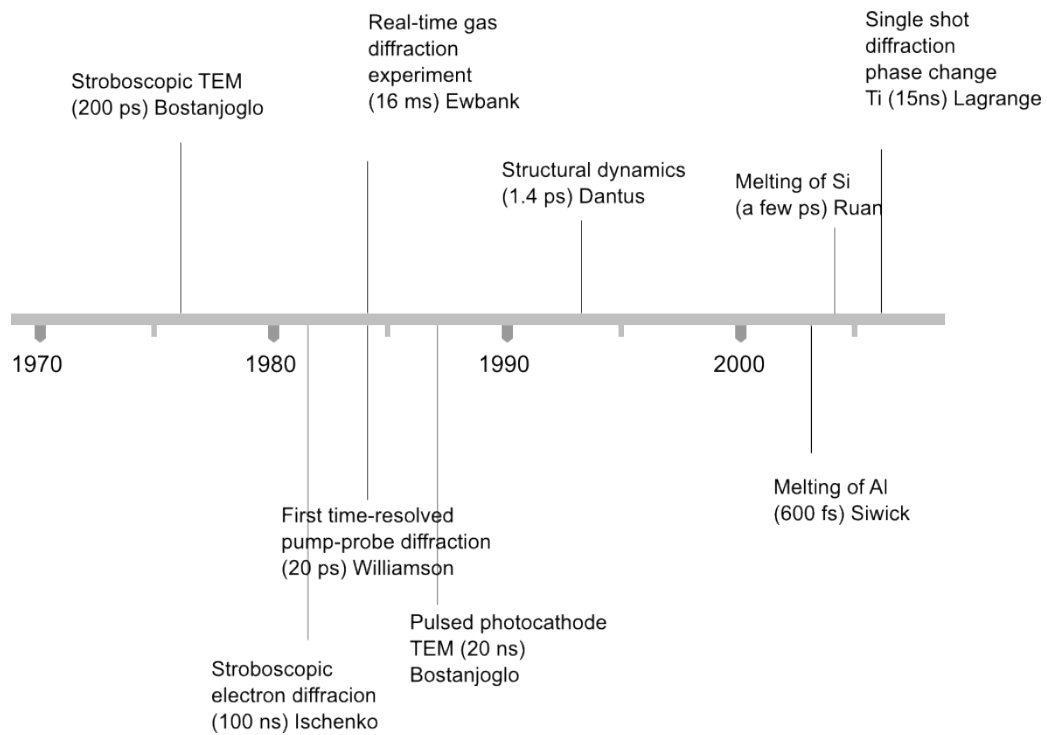 Stroboscopic TEM
(200 ps) Bostanjoglo
Real-time gas
diffraction
experiment
(16 ms) Ewbank
Structural dynamics
(1.4 ps) Dantus
Melting of Si
(a few ps) Ruan
Single shot
diffraction
phase change
Ti (15ns) Lagrange
1970
1980
1990
2000
Stroboscopic
electron diffracion
(100 ns) Ischenko
First time-resolved
pump-probe diffraction
(20 ps) Williamson
Pulsed photocathode
TEM (20 ns)
Bostanjoglo
Melting of Al
(600 fs) Siwick